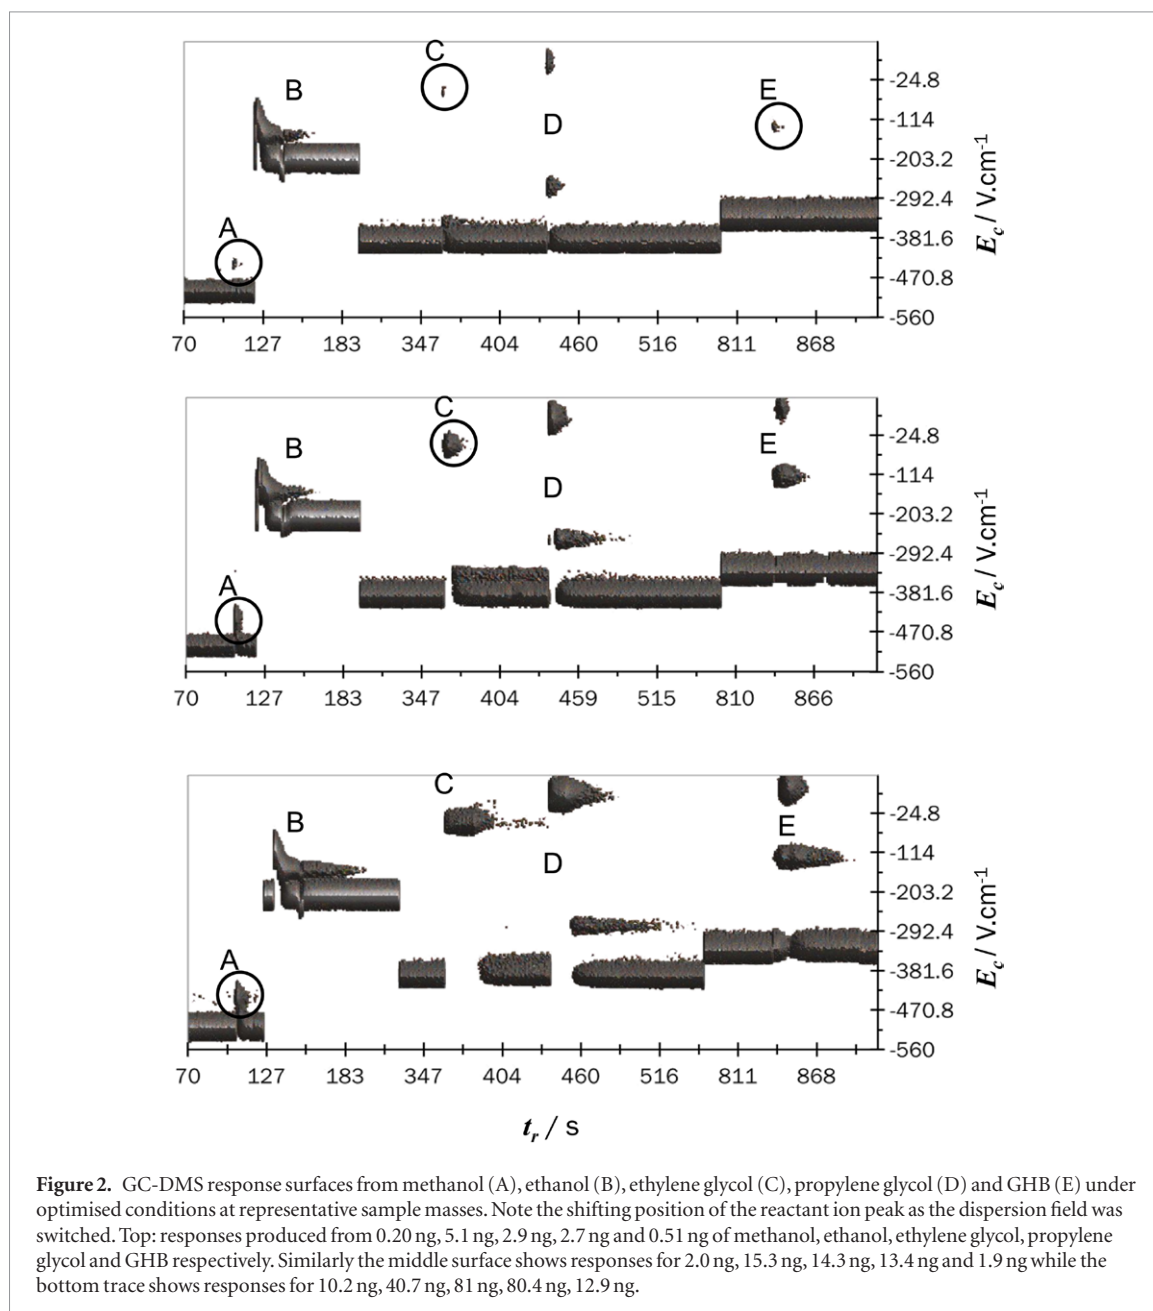 C
B
E
D
A
-24.8
-114
-203.2
-292.4
-381.6
-470.8
-560
E_c / V.cm⁻¹
70 127 183 347 404 460 516 811 868
C
B
E
D
A
-24.8
-114
-203.2
-292.4
-381.6
-470.8
-560
E_c / V.cm⁻¹
70 127 183 347 404 459 515 810 866
C
B
E
D
A
-24.8
-114
-203.2
-292.4
-381.6
-470.8
-560
E_c / V.cm⁻¹
70 127 183 347 404 460 516 811 868
t_r / s
Figure 2. GC-DMS response surfaces from methanol (A), ethanol (B), ethylene glycol (C), propylene glycol (D) and GHB (E) under
optimised conditions at representative sample masses. Note the shifting position of the reactant ion peak as the dispersion field was
switched. Top: responses produced from 0.20 ng, 5.1 ng, 2.9 ng, 2.7 ng and 0.51 ng of methanol, ethanol, ethylene glycol, propylene
glycol and GHB respectively. Similarly the middle surface shows responses for 2.0 ng, 15.3 ng, 14.3 ng, 13.4 ng and 1.9 ng while the
bottom trace shows responses for 10.2 ng, 40.7 ng, 81 ng, 80.4 ng, 12.9 ng.